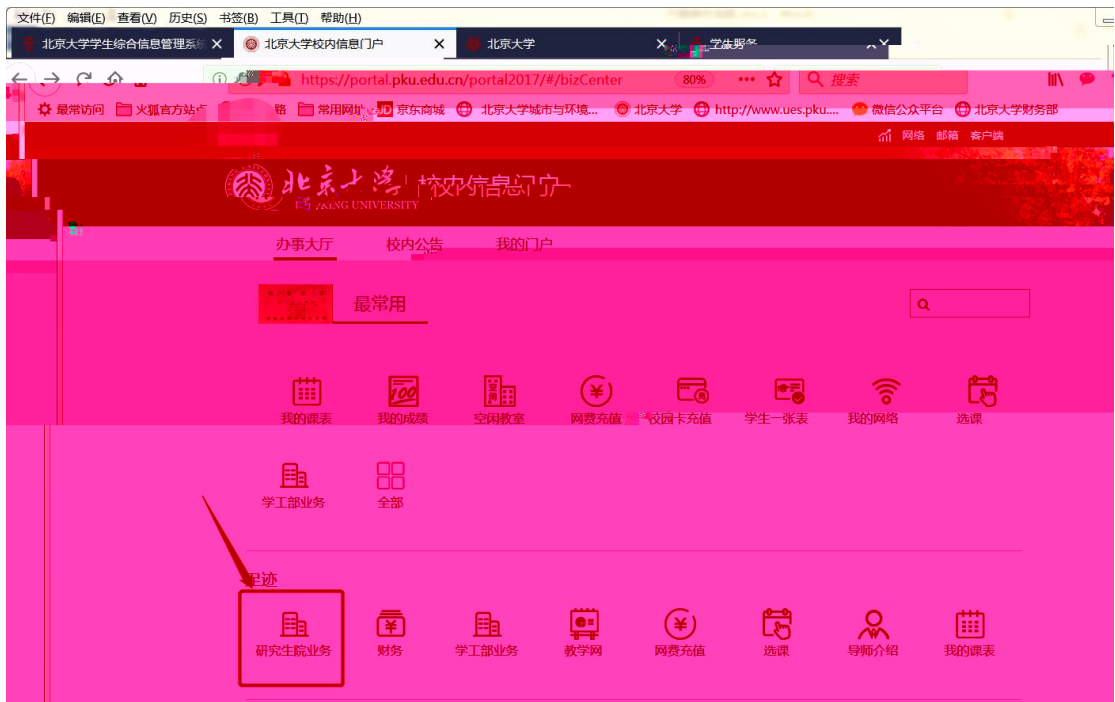 文件(F) 编辑(E) 查看(V) 历史(S) 书签(B) 工具(T) 帮助(H)
北京大学学生综合信息管理系统 北京大学校内信息门户 北京大学
https://portal.pku.edu.cn/portal2017/#/bizCenter 80% 搜索
最常访问 火狐官方站点 常用网址 JD 京东商城 北京大学城市与环境... 北京大学 http://www.ues.pku.... 微信公众平台 北京大学财务部
网络 邮箱 客户端
北京大学 校内信息门户
UNIVERSITY
办事大厅 校内公告 我的门户
最常用
我的课表 我的成绩 空闲教室 网费充值 校园卡充值 学生一张表 我的网络 选课
学工部业务 全部
足迹
研究生院业务 财务 学工部业务 教学网 网费充值 选课 导师介绍 我的课表